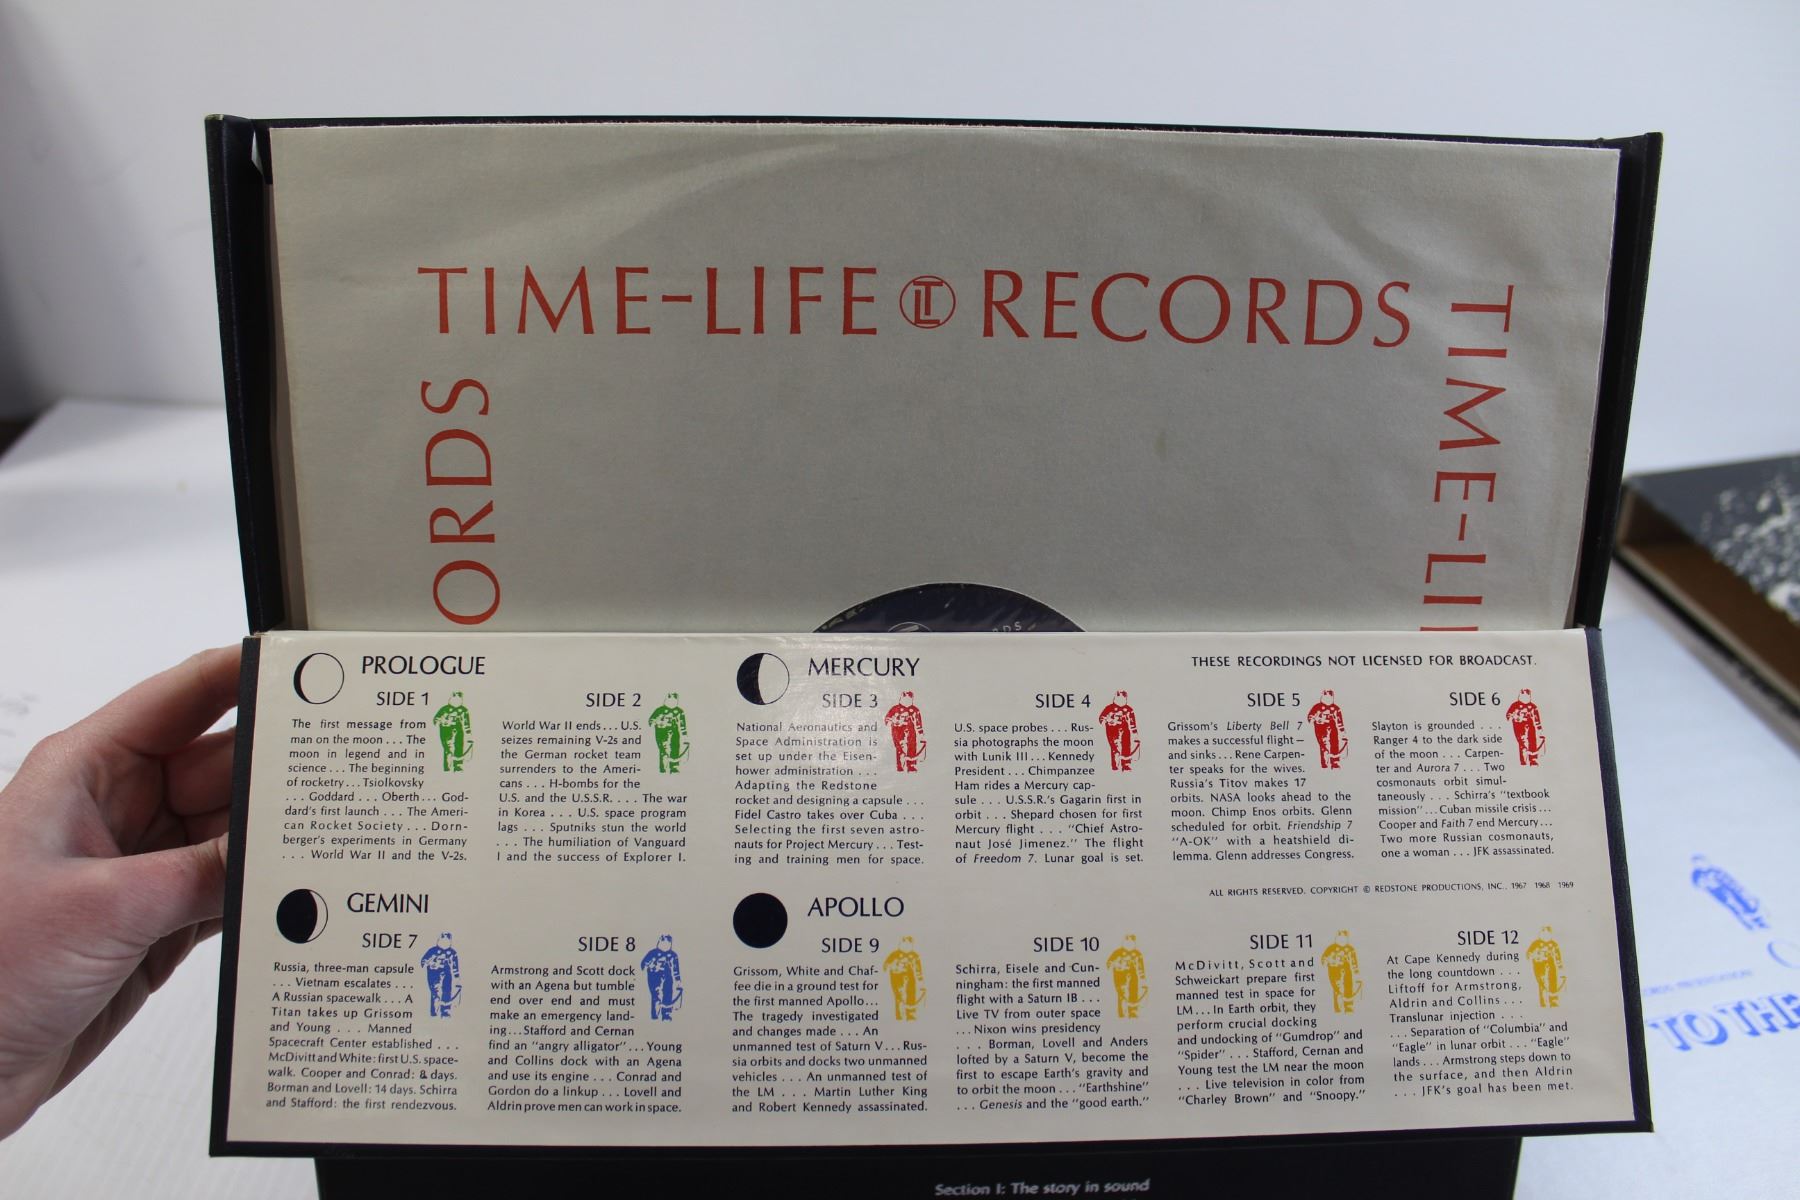 TIME-LIFE LT RECORDS
TIME-LI
ORDS
ORDS
PROLOGUE
SIDE 1
The first message from
man on the moon ... The
moon in legend and in
science ... The beginning
of rocketry ... Tsiolkovsky
... Goddard ... Oberth ... God-
dard's first launch ... The Ameri-
can Rocket Society ... Dorn-
berger's experiments in Germany
... World War II and the V-2s.
SIDE 2
World War II ends ... U.S.
seizes remaining V-2s and
the German rocket team
surrenders to the Ameri-
cans ... H-bombs for the
U.S. and the U.S.S.R. ... The war
in Korea ... U.S. space program
lags ... Sputniks stun the world
... The humiliation of Vanguard
I and the success of Explorer I.
MERCURY
SIDE 3
National Aeronautics and
Space Administration is
set up under the Eisen-
hower administration ...
Adapting the Redstone
rocket and designing a capsule ...
Fidel Castro takes over Cuba ...
Selecting the first seven astro-
nauts for Project Mercury ... Test-
ing and training men for space.
SIDE 4
U.S. space probes ... Rus-
sia photographs the moon
with Lunik III ... Kennedy
President ... Chimpanzee
Ham rides a Mercury cap-
sule ... U.S.S.R.'s Gagarin first in
orbit ... Shepard chosen for first
Mercury flight ... "Chief Astro-
naut José Jimenez." The flight
of Freedom 7. Lunar goal is set.
THESE RECORDINGS NOT LICENSED FOR BROADCAST.
SIDE 5
Grissom's Liberty Bell 7
makes a successful flight—
and sinks ... Rene Carpen-
ter speaks for the wives.
Russia's Titov makes 17
orbits. NASA looks ahead to the
moon. Chimp Enos orbits. Glenn
scheduled for orbit. Friendship 7
"A-OK" with a heatshield di-
lemma. Glenn addresses Congress.
SIDE 6
Slayton is grounded ...
Ranger 4 to the dark side
of the moon ... Carpen-
ter and Aurora 7 ... Two
cosmonauts orbit simul-
taneously ... Schirra's "textbook
mission" ... Cuban missile crisis ...
Cooper and Faith 7 end Mercury ...
Two more Russian cosmonauts,
one a woman ... JFK assassinated.
ALL RIGHTS RESERVED. COPYRIGHT © REDSTONE PRODUCTIONS, INC., 1967 1968 1969
GEMINI
SIDE 7
Russia, three-man capsule
... Vietnam escalates ...
A Russian spacewalk ... A
Titan takes up Grissom
and Young ... Manned
Spacecraft Center established ...
McDivitt and White: first U.S. space-
walk. Cooper and Conrad: 8 days.
Borman and Lovell: 14 days. Schirra
and Stafford: the first rendezvous.
SIDE 8
Armstrong and Scott dock
with an Agena but tumble
end over end and must
make an emergency land-
ing ... Stafford and Cernan
find an "angry alligator" ... Young
and Collins dock with an Agena
and use its engine ... Conrad and
Gordon do a linkup ... Lovell and
Aldrin prove men can work in space.
APOLLO
SIDE 9
Grissom, White and Chaf-
fee die in a ground test for
the first manned Apollo ...
The tragedy investigated
and changes made ... An
unmanned test of Saturn V ... Rus-
sia orbits and docks two unmanned
vehicles ... An unmanned test of
the LM ... Martin Luther King
and Robert Kennedy assassinated.
SIDE 10
Schirra, Eisele and Cun-
ningham: the first manned
flight with a Saturn IB ...
Live TV from outer space
... Nixon wins presidency
... Borman, Lovell and Anders
lofted by a Saturn V, become the
first to escape Earth's gravity and
to orbit the moon ... "Earthshine"
... Genesis and the "good earth."
SIDE 11
McDivitt, Scott and
Schweickart prepare first
manned test in space for
LM ... In Earth orbit, they
perform crucial docking
and undocking of "Gumdrop" and
"Spider" ... Stafford, Cernan and
Young test the LM near the moon
... Live television in color from
"Charley Brown" and "Snoopy."
SIDE 12
At Cape Kennedy during
the long countdown ...
Liftoff for Armstrong,
Aldrin and Collins ...
Translunar injection ...
... Separation of "Columbia" and
"Eagle" in lunar orbit ... "Eagle"
lands ... Armstrong steps down to
the surface, and then Aldrin
... JFK's goal has been met.
Section I: The story in sound
TO THE